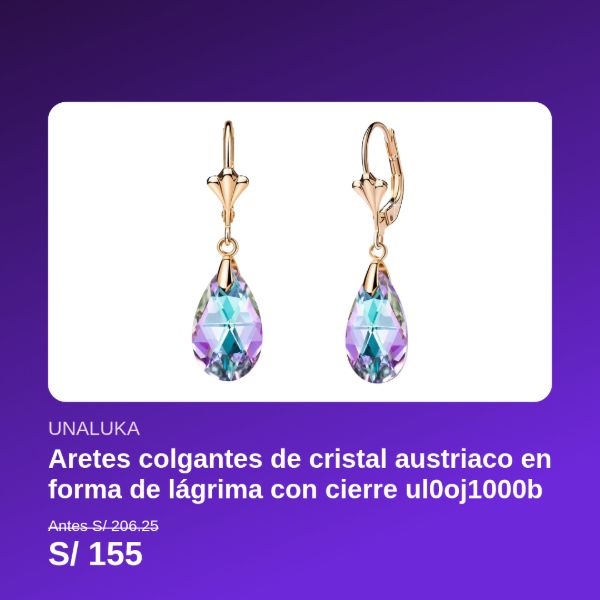 UNALUKA
Aretes colgantes de cristal austriaco en
forma de lágrima con cierre ul0oj1000b
Antes S/ 206.25
S/ 155